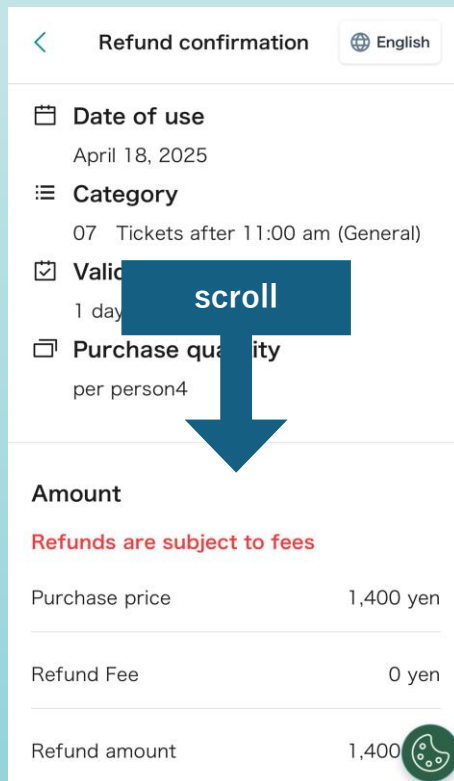 Refund confirmation
English
Date of use
April 18, 2025
Category
07 Tickets after 11:00 am (General)
scroll
1 day
Purchase qu ity
per person4
Amount
Refunds are subject to fees
Purchase price 1,400 yen
Refund Fee 0 yen
Refund amount 1,400